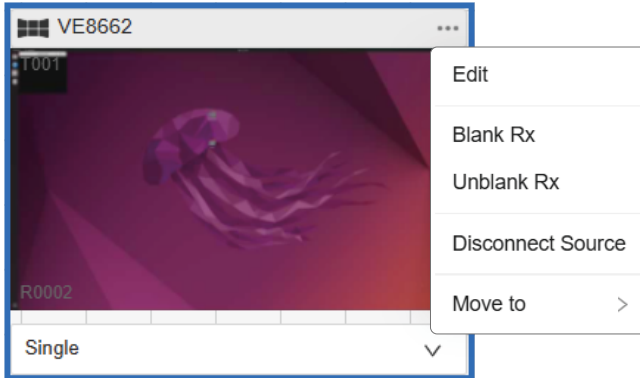 VE8662
T001
Edit
Blank Rx
Unblank Rx
Disconnect Source
R0002
Move to
Single